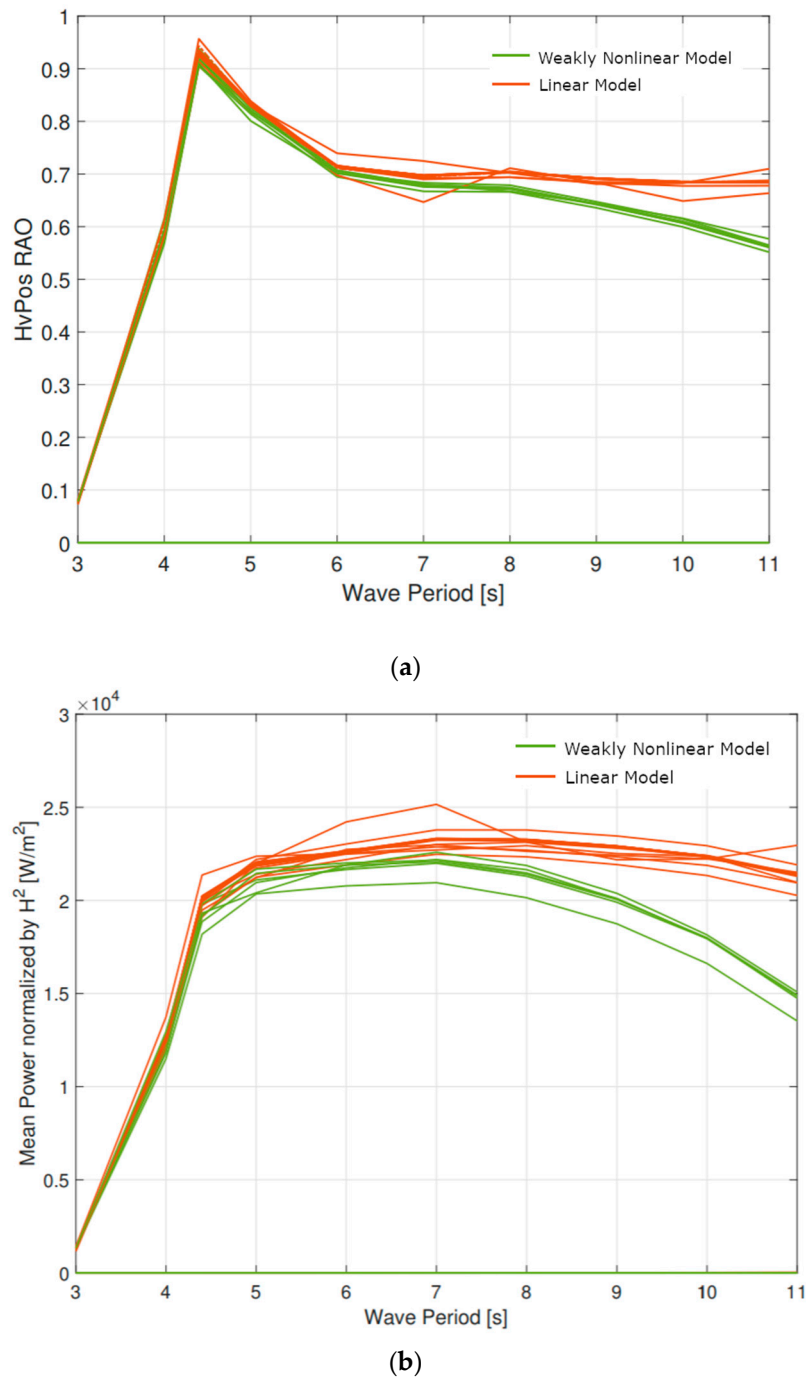 1
0.9
0.8
0.7
0.6
0.5
0.4
0.3
0.2
0.1
0
HvPos RAO
Weakly Nonlinear Model
Linear Model
3 4 5 6 7 8 9 10 11
Wave Period [s]
(a)
×10⁴
3
2.5
2
1.5
1
0.5
0
Mean Power normalized by H² [W/m²]
Weakly Nonlinear Model
Linear Model
3 4 5 6 7 8 9 10 11
Wave Period [s]
(b)